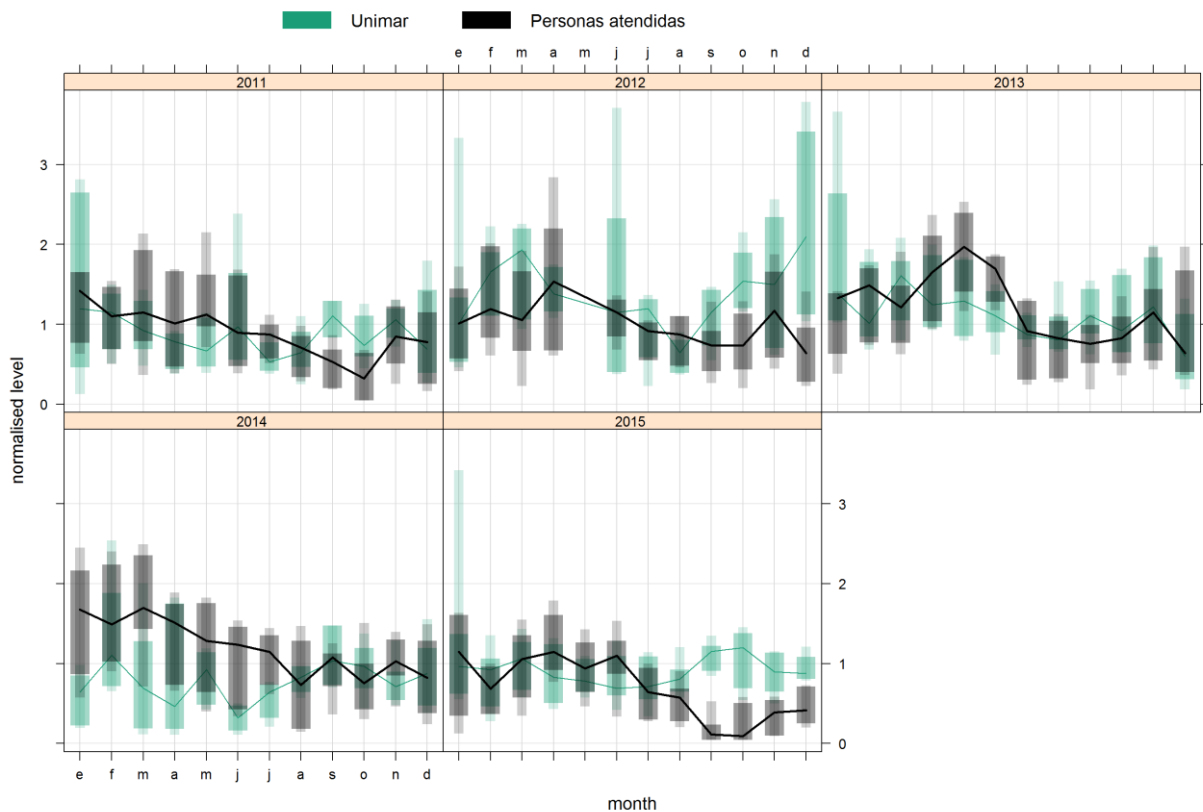 Unimar Personas atendidas
e f m a m j j a s o n d
2011 2012 2013
3
2
1
0
normalised level
2014 2015
3
2
1
0
e f m a m j j a s o n d
month